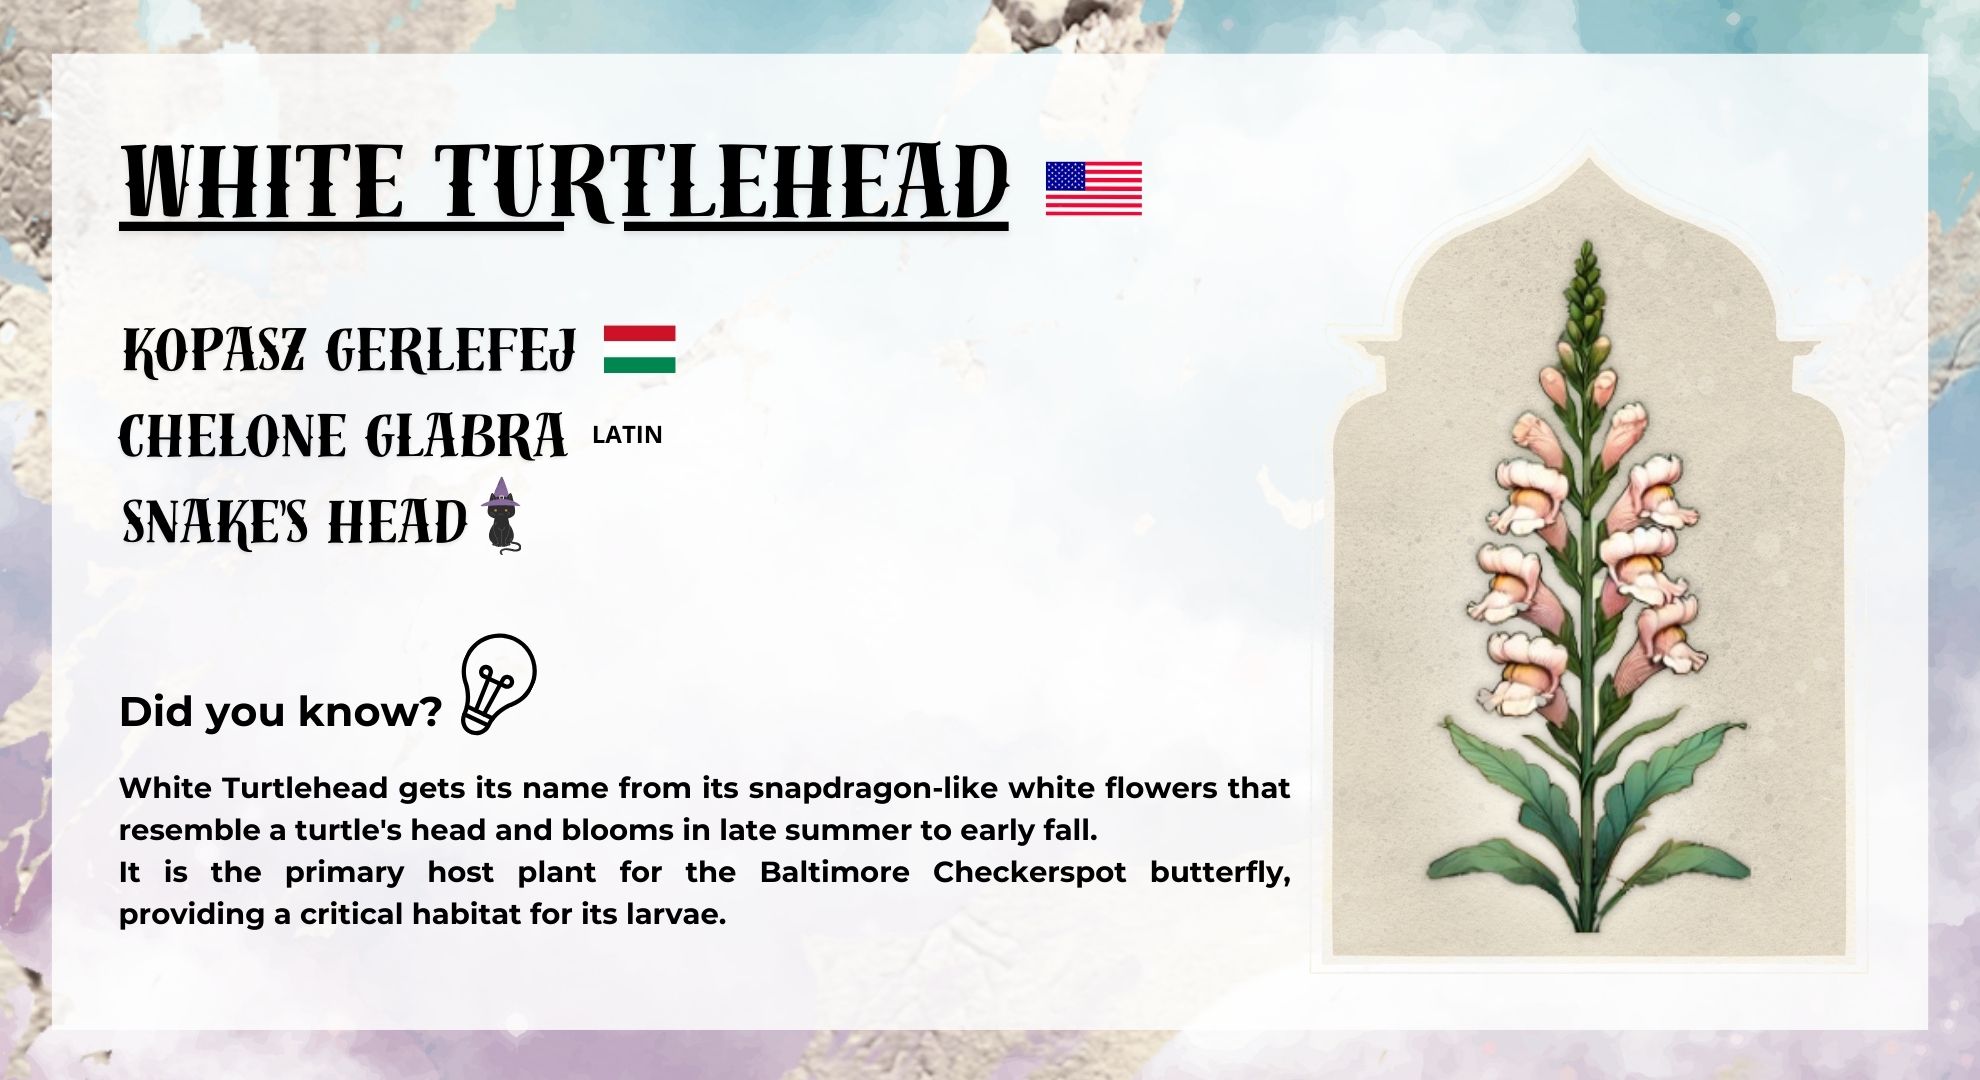 WHITE TURTLEHEAD
KOPASZ GERLEFEJ
CHELONE GLABRA LATIN
SNAKE'S HEAD
Did you know?
White Turtlehead gets its name from its snapdragon-like white flowers that
resemble a turtle's head and blooms in late summer to early fall.
It is the primary host plant for the Baltimore Checkerspot butterfly,
providing a critical habitat for its larvae.